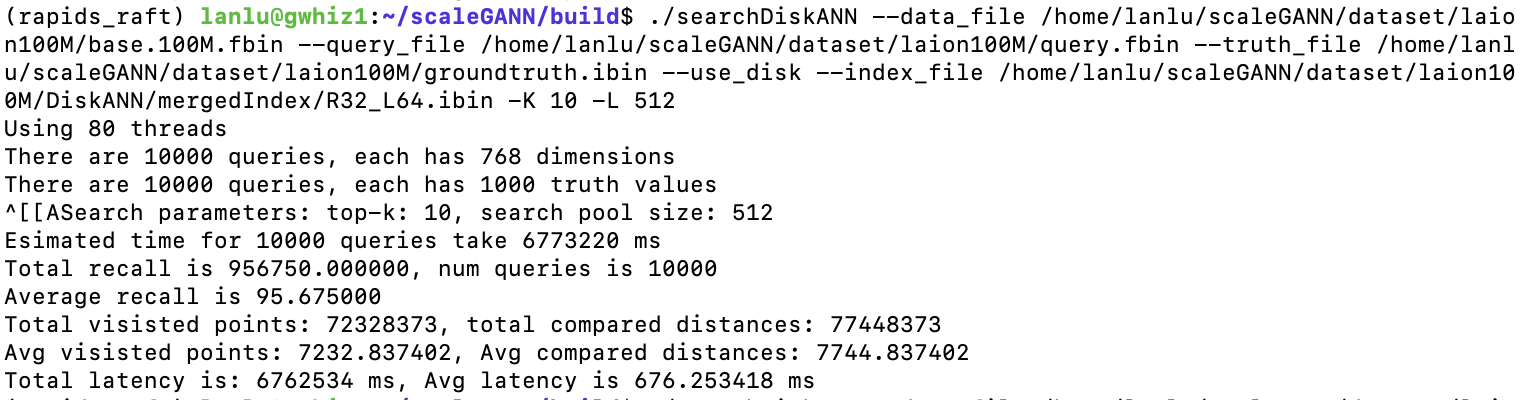 (rapids_raft) lanlu@gwhiz1:~/scaleGANN/build$ ./searchDiskANN --data_file /home/lanlu/scaleGANN/dataset/laio
n100M/base.100M.fbin --query_file /home/lanlu/scaleGANN/dataset/laion100M/query.fbin --truth_file /home/lanl
u/scaleGANN/dataset/laion100M/groundtruth.ibin --use_disk --index_file /home/lanlu/scaleGANN/dataset/laion10
0M/DiskANN/mergedIndex/R32_L64.ibin -K 10 -L 512
Using 80 threads
There are 10000 queries, each has 768 dimensions
There are 10000 queries, each has 1000 truth values
^[[ASearch parameters: top-k: 10, search pool size: 512
Esimated time for 10000 queries take 6773220 ms
Total recall is 956750.000000, num queries is 10000
Average recall is 95.675000
Total visisted points: 72328373, total compared distances: 77448373
Avg visisted points: 7232.837402, Avg compared distances: 7744.837402
Total latency is: 6762534 ms, Avg latency is 676.253418 ms